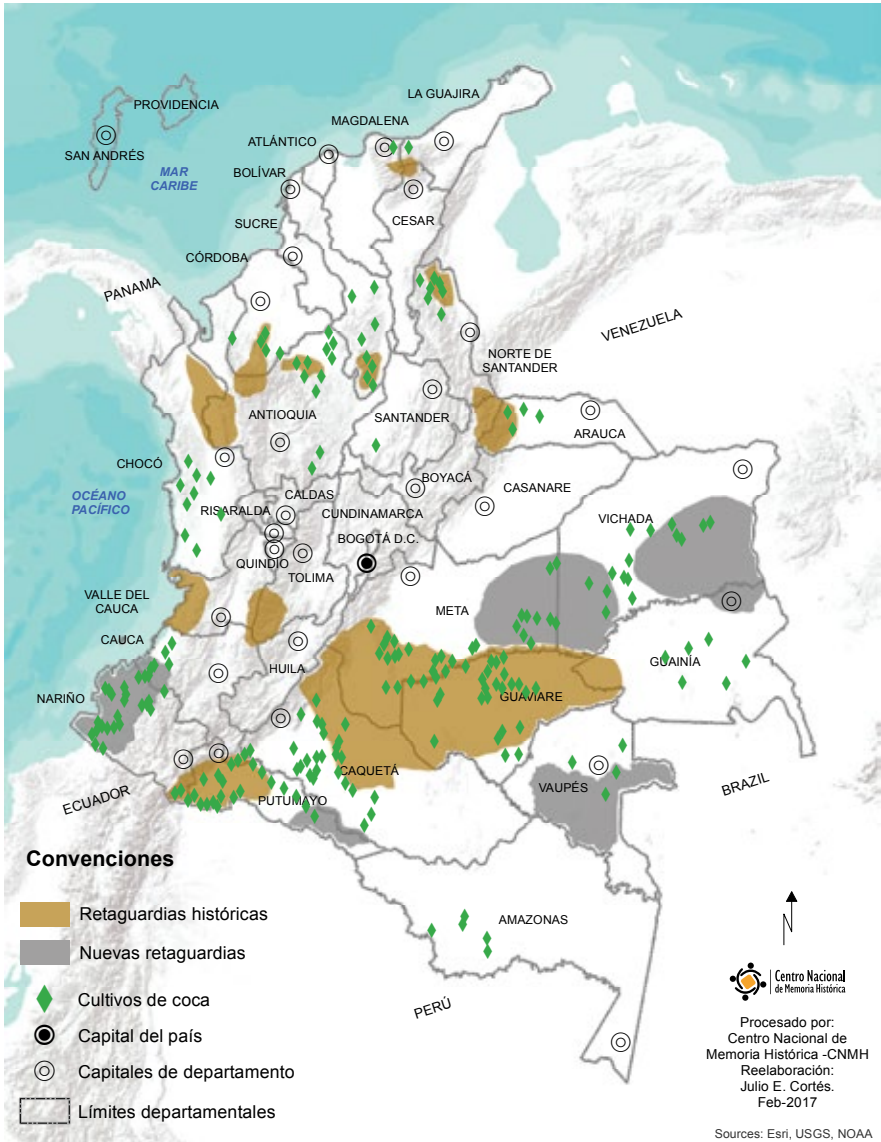 LA GUAJIRA
PROVIDENCIA
MAGDALENA
ATLÁNTICO
SAN ANDRÉS
MAR
CARIBE
BOLÍVAR
CESAR
SUCRE
CÓRDOBA
PANAMA
VENEZUELA
NORTE DE
SANTANDER
ANTIOQUIA
SANTANDER
ARAUCA
CHOCÓ
BOYACÁ
CASANARE
OCÉANO
PACÍFICO
CALDAS
RISARALDA
CUNDINAMARCA
VICHADA
BOGOTÁ D.C.
QUINDÍO
TOLIMA
VALLE DEL
CAUCA
META
CAUCA
HUILA
GUAINÍA
NARIÑO
GUAVIARE
CAQUETÁ
ECUADOR
PUTUMAYO
VAUPÉS
BRAZIL
AMAZONAS
PERÚ
Convenciones
Retaguardias históricas
Nuevas retaguardias
Cultivos de coca
Capital del país
Capitales de departamento
Límites departamentales
N
Centro Nacional
de Memoria Histórica
Procesado por:
Centro Nacional de
Memoria Histórica -CNMH
Reelaboración:
Julio E. Cortés.
Feb-2017
Sources: Esri, USGS, NOAA